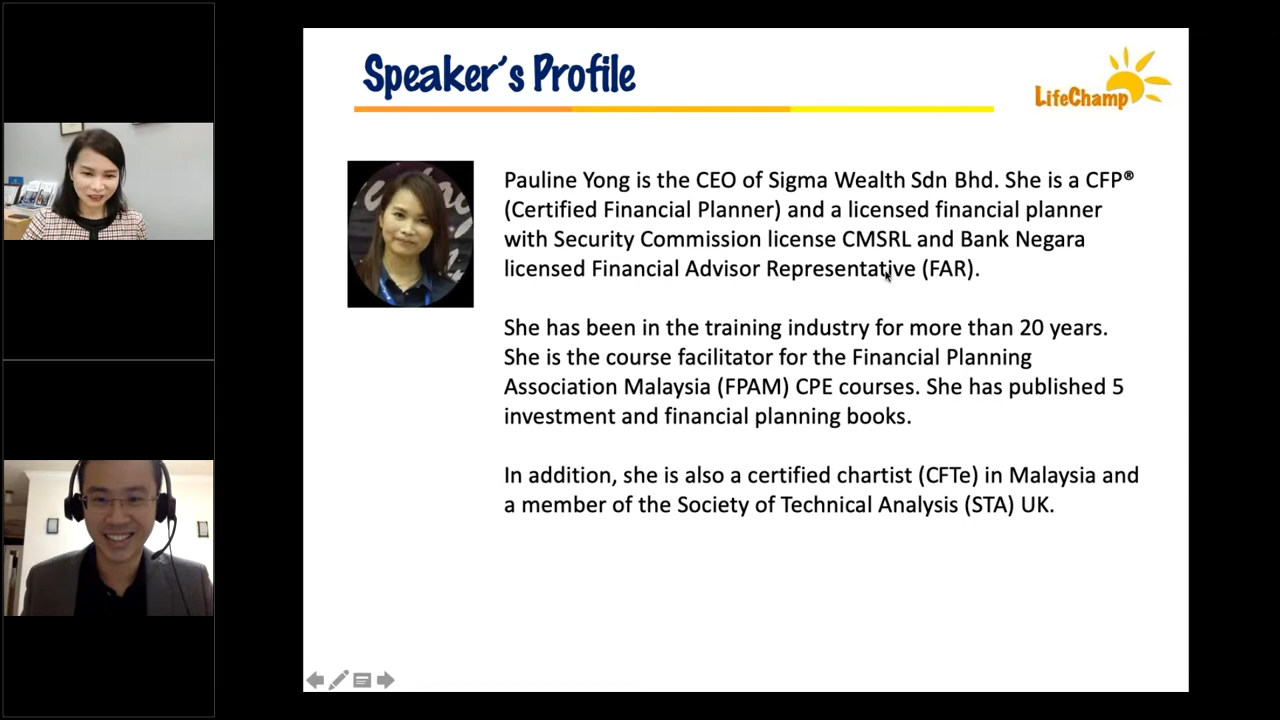 Speaker's Profile
LifeChamp
Pauline Yong is the CEO of Sigma Wealth Sdn Bhd. She is a CFP®
(Certified Financial Planner) and a licensed financial planner
with Security Commission license CMSRL and Bank Negara
licensed Financial Advisor Representative (FAR).
She has been in the training industry for more than 20 years.
She is the course facilitator for the Financial Planning
Association Malaysia (FPAM) CPE courses. She has published 5
investment and financial planning books.
In addition, she is also a certified chartist (CFTe) in Malaysia and
a member of the Society of Technical Analysis (STA) UK.